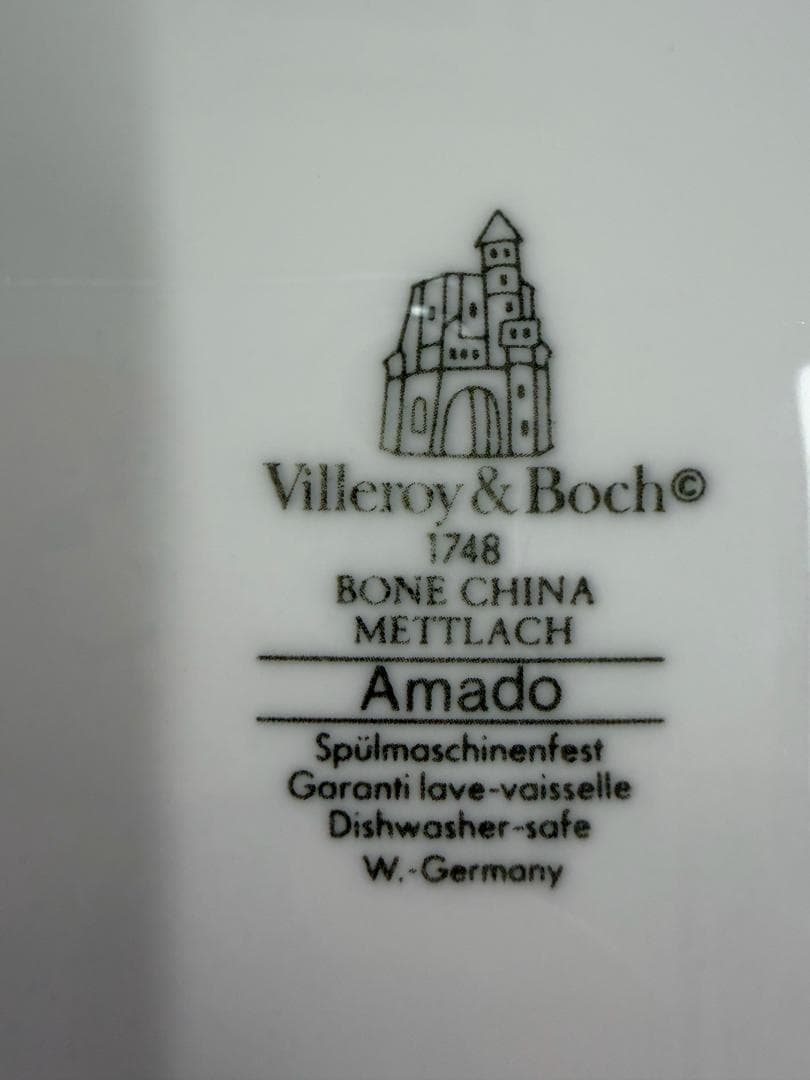 Villeroy & Boch©
1748
BONE CHINA
METTLACH
Amado
Spülmaschinenfest
Garanti lave-vaisselle
Dishwasher-safe
W.-Germany